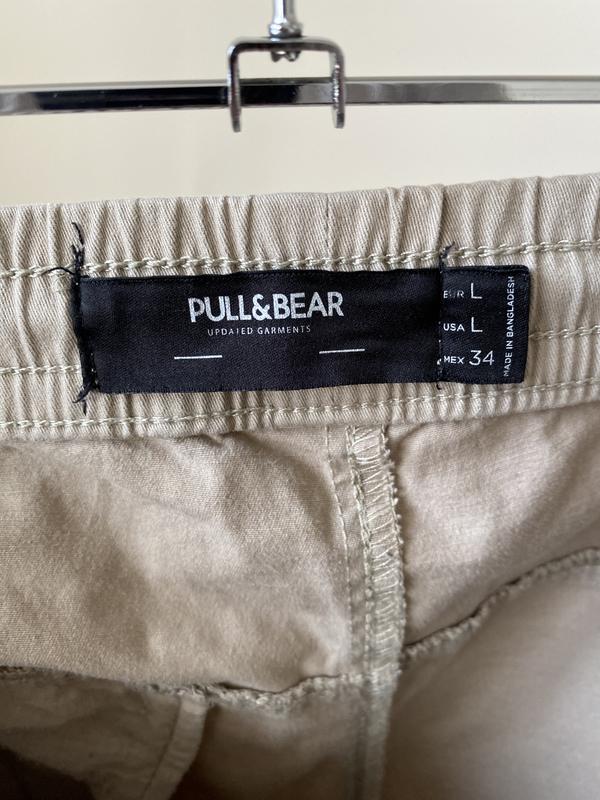 PULL&BEAR
UPDATED GARMENTS
EUR L
USA L
MEX 34
MADE IN BANGLADESH